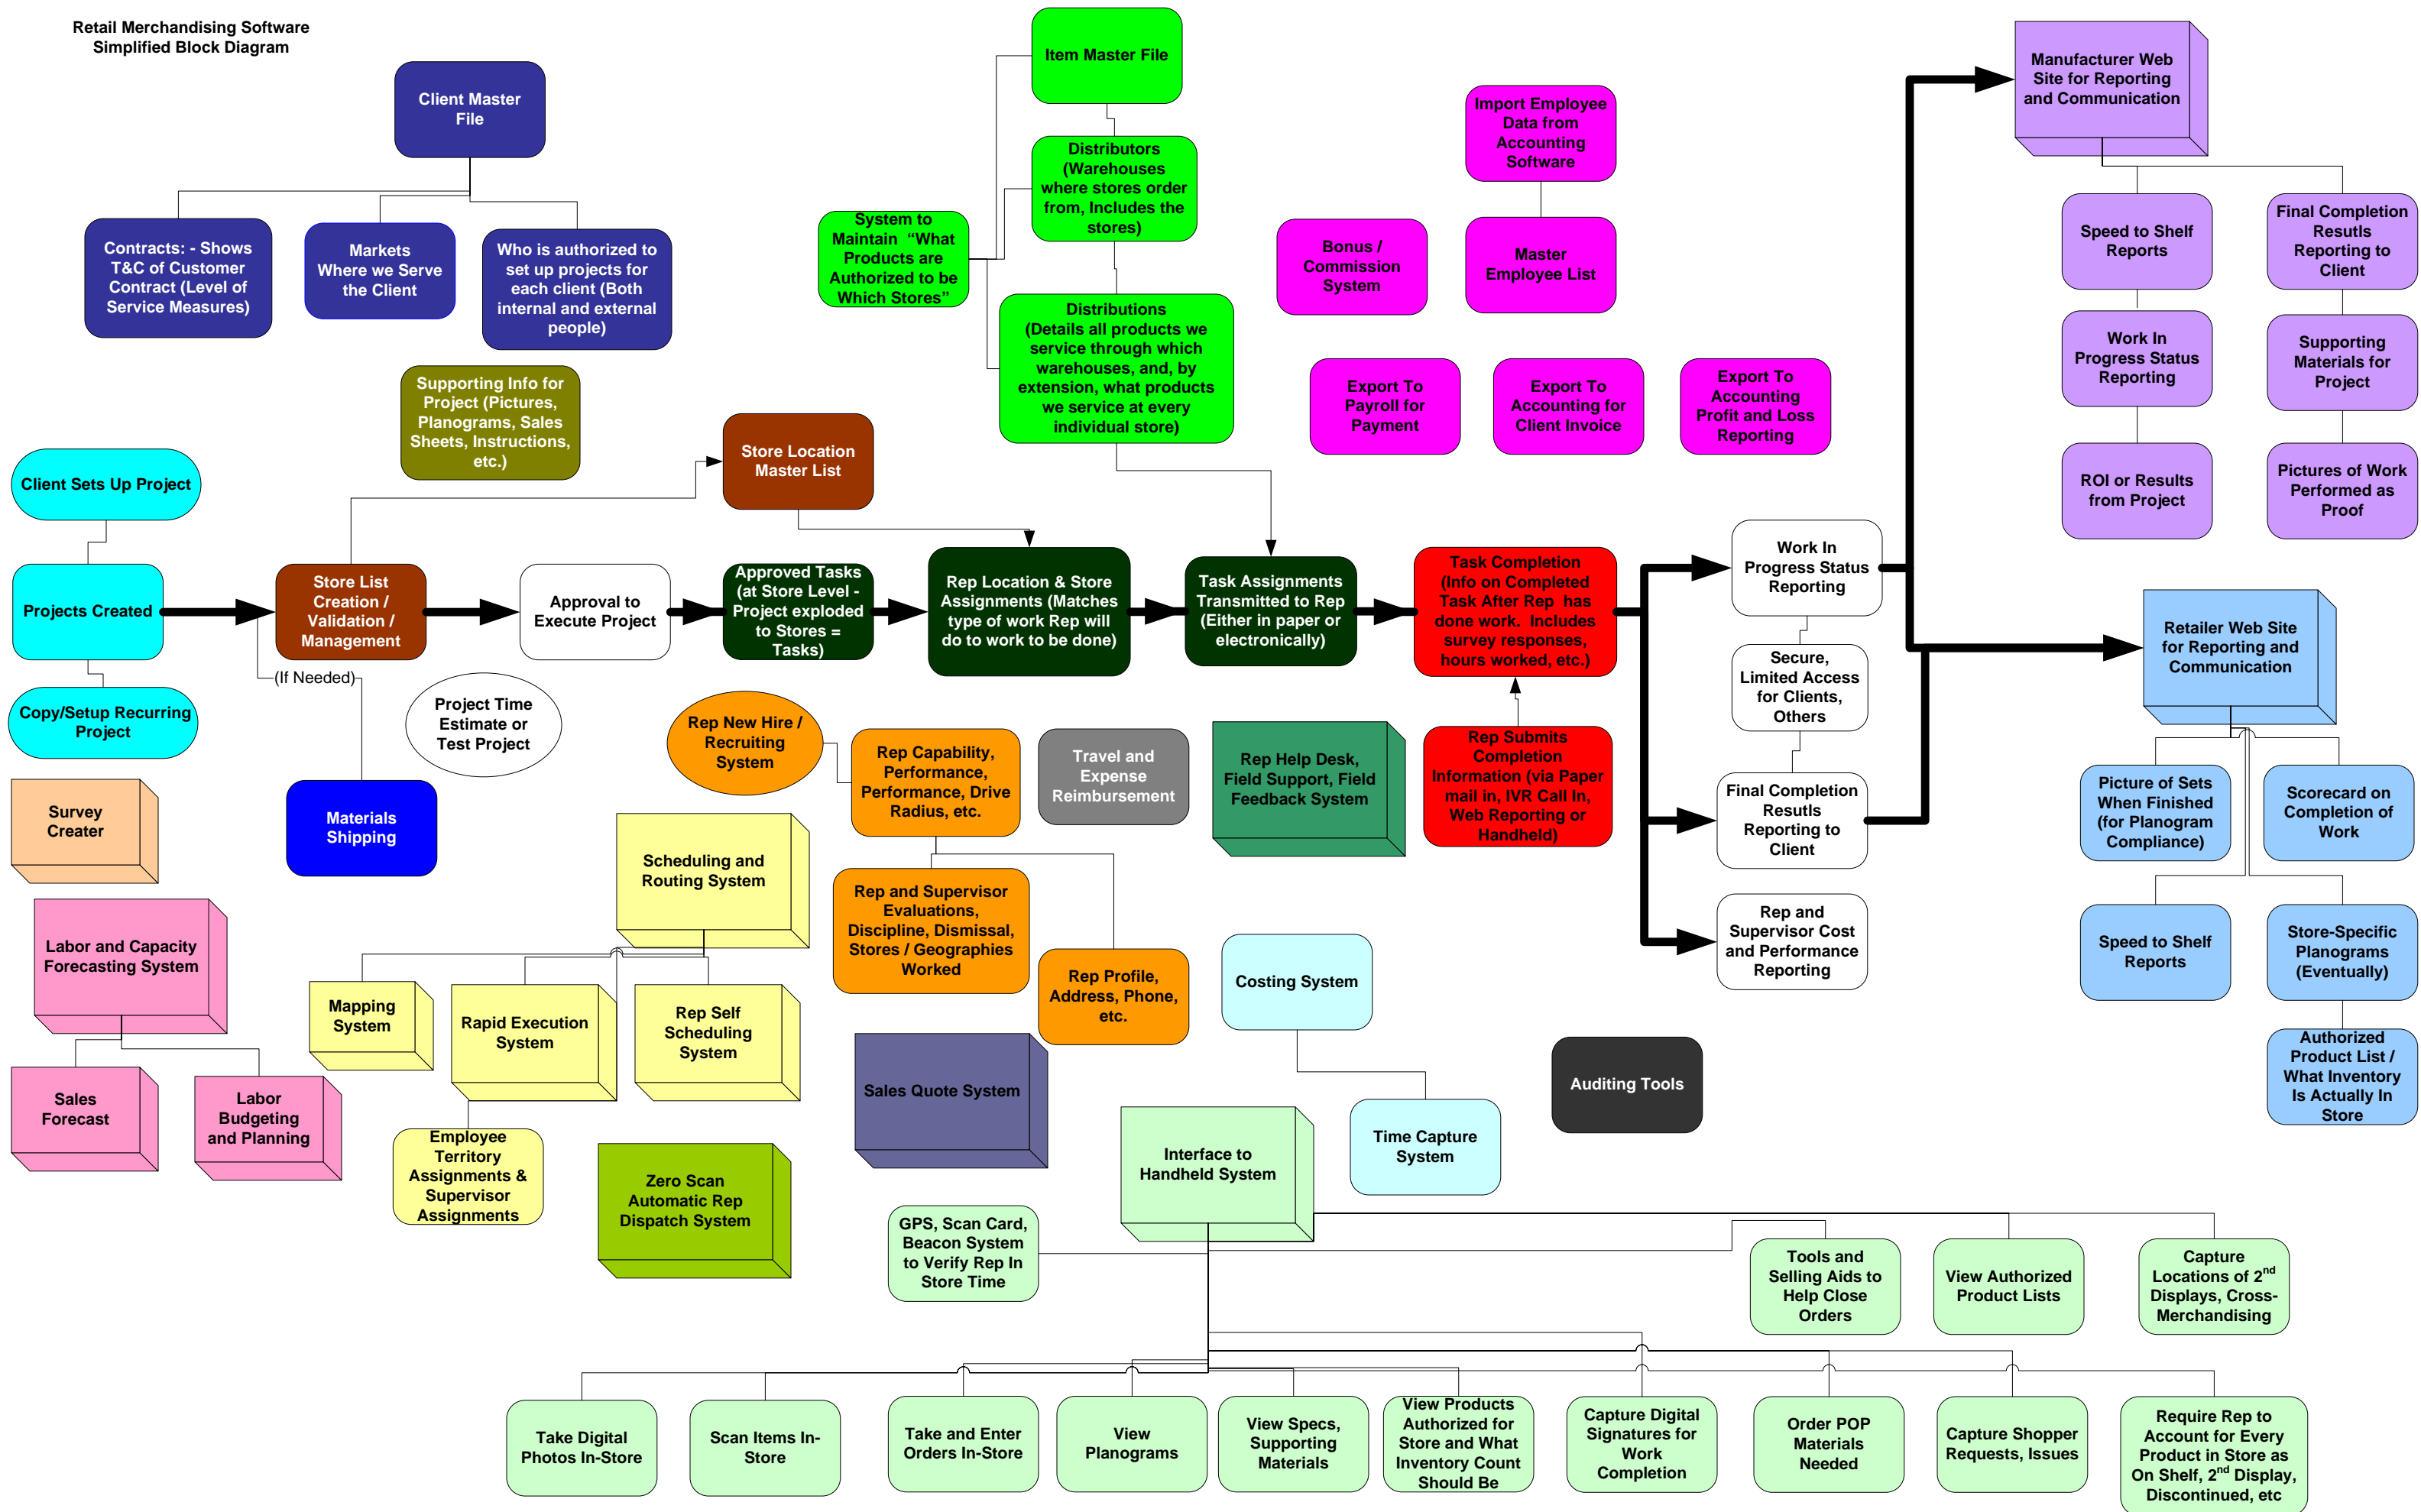 Retail Merchandising Software
Simplified Block Diagram
Client Master
File
Contracts: - Shows
T&C of Customer
Contract (Level of
Service Measures)
Markets
Where we Serve
the Client
Who is authorized to
set up projects for
each client (Both
internal and external
people)
Supporting Info for
Project (Pictures,
Planograms, Sales
Sheets, Instructions,
etc.)
Item Master File
Distributors
(Warehouses
where stores order
from, Includes the
stores)
System to
Maintain “What
Products are
Authorized to be
Which Stores”
Distributions
(Details all products we
service through which
warehouses, and, by
extension, what products
we service at every
individual store)
Import Employee
Data from
Accounting
Software
Bonus /
Commission
System
Master
Employee List
Export To
Payroll for
Payment
Export To
Accounting for
Client Invoice
Export To
Accounting
Profit and Loss
Reporting
Manufacturer Web
Site for Reporting
and Communication
Speed to Shelf
Reports
Final Completion
Resutls
Reporting to
Client
Work In
Progress Status
Reporting
Supporting
Materials for
Project
ROI or Results
from Project
Pictures of Work
Performed as
Proof
Client Sets Up Project
Projects Created
Copy/Setup Recurring
Project
Store List
Creation /
Validation /
Management
(If Needed)
Store Location
Master List
Approval to
Execute Project
Project Time
Estimate or
Test Project
Approved Tasks
(at Store Level -
Project exploded
to Stores =
Tasks)
Rep Location & Store
Assignments (Matches
type of work Rep will
do to work to be done)
Task Assignments
Transmitted to Rep
(Either in paper or
electronically)
Task Completion
(Info on Completed
Task After Rep has
done work. Includes
survey responses,
hours worked, etc.)
Rep Submits
Completion
Information (via Paper
mail in, IVR Call In,
Web Reporting or
Handheld)
Work In
Progress Status
Reporting
Secure,
Limited Access
for Clients,
Others
Final Completion
Resutls
Reporting to
Client
Rep and
Supervisor Cost
and Performance
Reporting
Retailer Web Site
for Reporting and
Communication
Picture of Sets
When Finished
(for Planogram
Compliance)
Scorecard on
Completion of
Work
Speed to Shelf
Reports
Store-Specific
Planograms
(Eventually)
Authorized
Product List /
What Inventory
Is Actually In
Store
Survey
Creater
Materials
Shipping
Labor and Capacity
Forecasting System
Sales
Forecast
Labor
Budgeting
and Planning
Scheduling and
Routing System
Mapping
System
Rapid Execution
System
Rep Self
Scheduling
System
Employee
Territory
Assignments &
Supervisor
Assignments
Zero Scan
Automatic Rep
Dispatch System
Rep New Hire /
Recruiting
System
Rep Capability,
Performance,
Performance, Drive
Radius, etc.
Rep and Supervisor
Evaluations,
Discipline, Dismissal,
Stores / Geographies
Worked
Rep Profile,
Address, Phone,
etc.
Travel and
Expense
Reimbursement
Rep Help Desk,
Field Support, Field
Feedback System
Sales Quote System
Costing System
Time Capture
System
Auditing Tools
Interface to
Handheld System
GPS, Scan Card,
Beacon System
to Verify Rep In
Store Time
Tools and
Selling Aids to
Help Close
Orders
View Authorized
Product Lists
Capture
Locations of 2nd
Displays, Cross-
Merchandising
Take Digital
Photos In-Store
Scan Items In-
Store
Take and Enter
Orders In-Store
View
Planograms
View Specs,
Supporting
Materials
View Products
Authorized for
Store and What
Inventory Count
Should Be
Capture Digital
Signatures for
Work
Completion
Order POP
Materials
Needed
Capture Shopper
Requests, Issues
Require Rep to
Account for Every
Product in Store as
On Shelf, 2nd Display,
Discontinued, etc